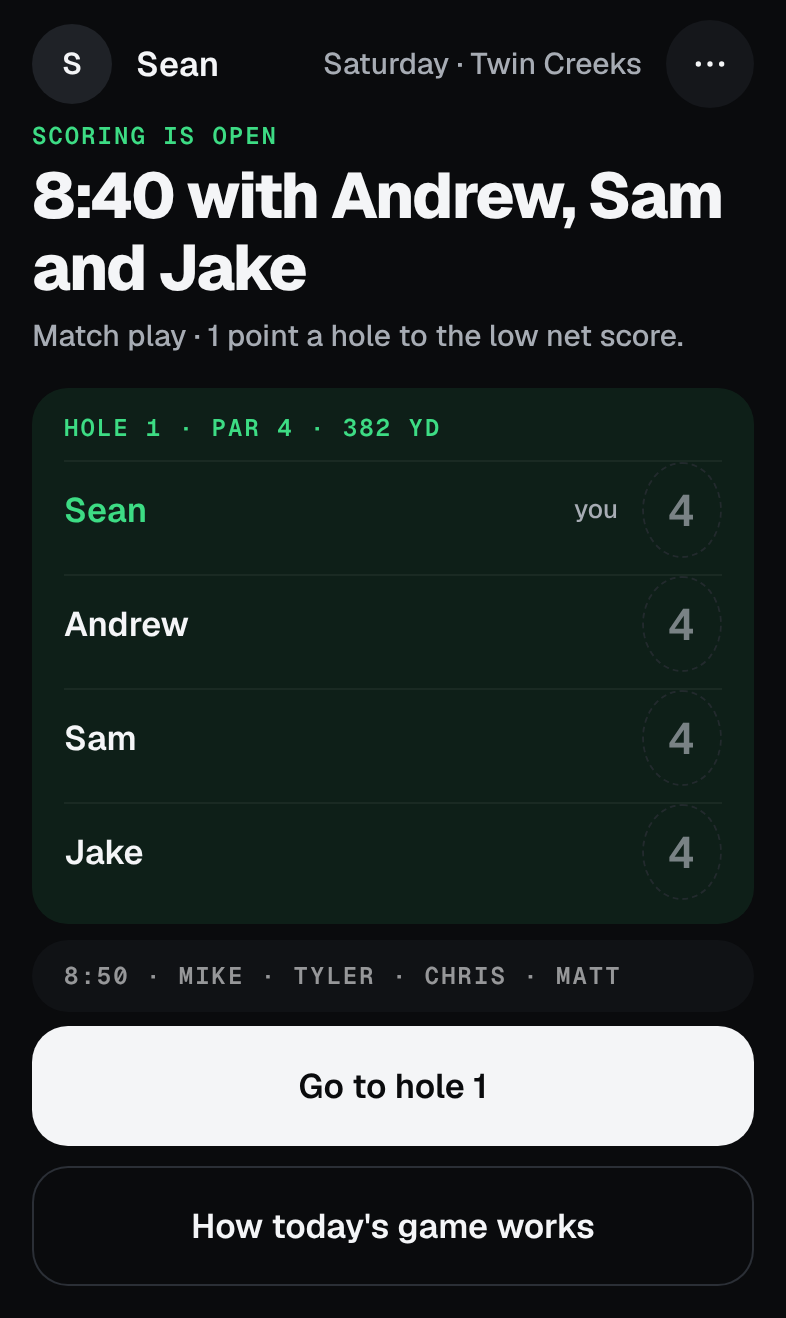 S Sean Saturday · Twin Creeks ···
SCORING IS OPEN
8:40 with Andrew, Sam
and Jake
Match play · 1 point a hole to the low net score.
HOLE 1 · PAR 4 · 382 YD
Sean you 4
Andrew 4
Sam 4
Jake 4
8:50 · MIKE · TYLER · CHRIS · MATT
Go to hole 1
How today's game works